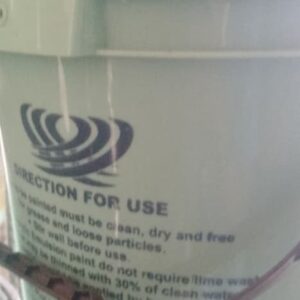 DIRECTION FOR USE
be painted must be clean, dry and free
grease and loose particles.
wall before use.
Emulsion paint do not require lime wash
be thinned with 30% of clean water